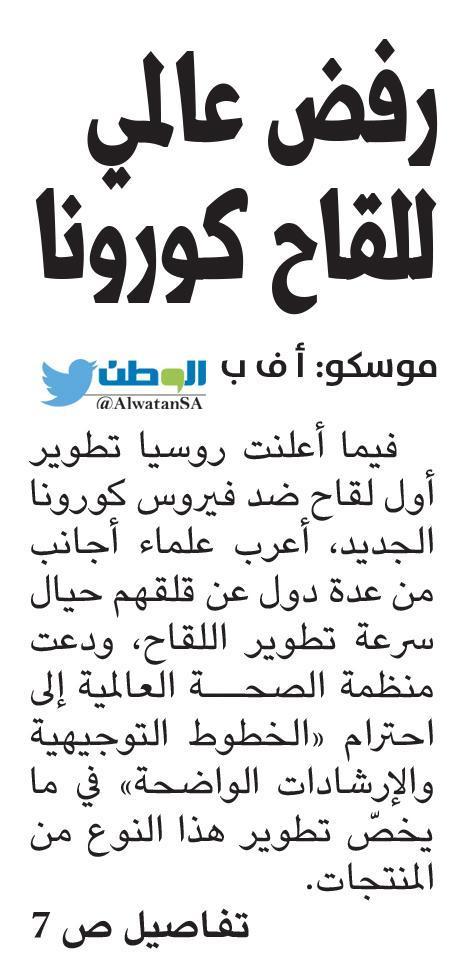 رفض عالمي
للقاح كورونا
موسكو: أ ف ب الوطن
@AlwatanSA
فيما أعلنت روسيا تطوير
أول لقاح ضد فيروس كورونا
الجديد، أعرب علماء أجانب
من عدة دول عن قلقهم حيال
سرعة تطوير اللقاح، ودعت
منظمة الصحـــة العالمية إلى
احترام «الخطوط التوجيهية
والإرشادات الواضحة» في ما
يخصّ تطوير هذا النوع من
المنتجات.
تفاصيل ص 7